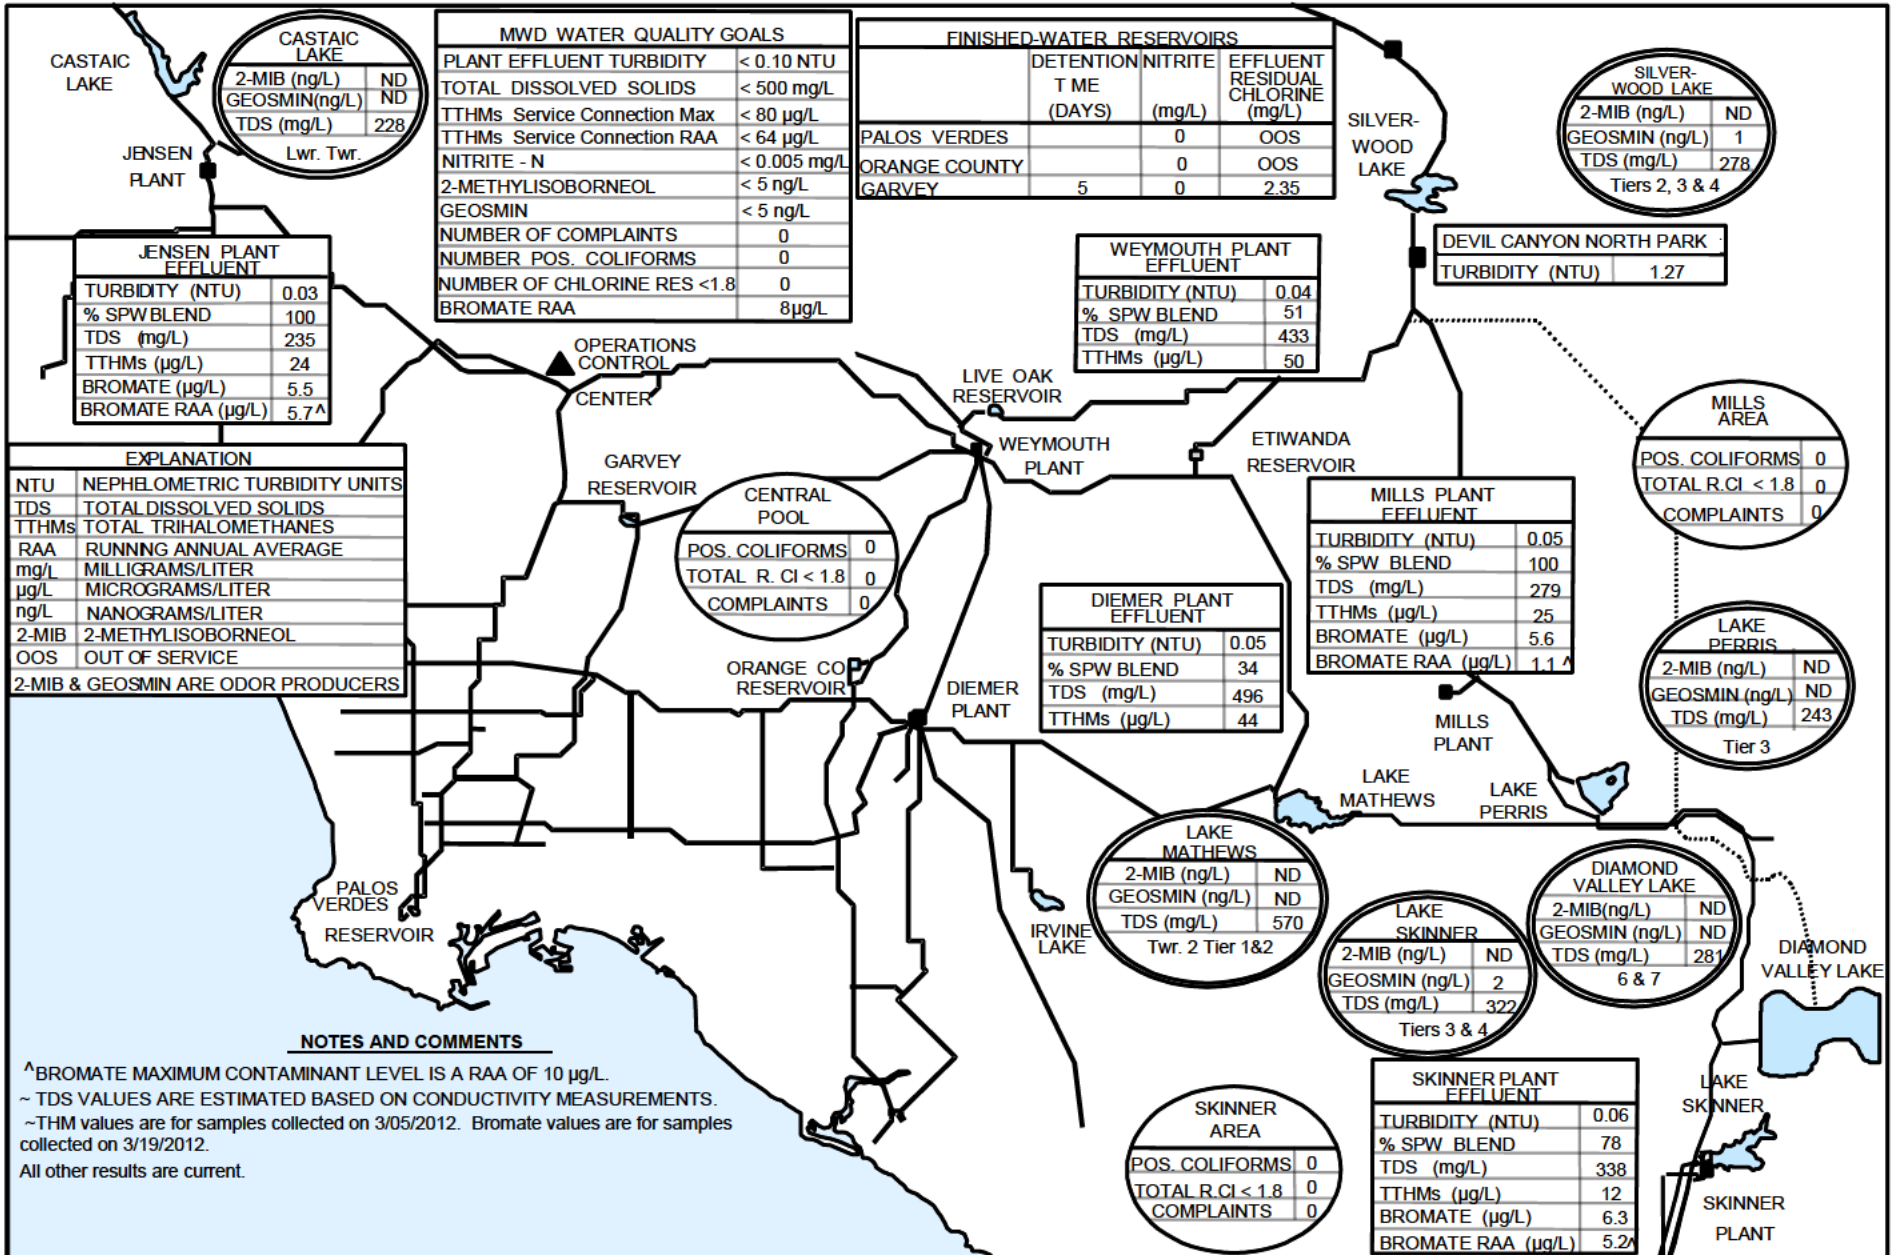 CASTAIC
LAKE
CASTAIC
LAKE
2-MIB (ng/L) ND
GEOSMIN(ng/L) ND
TDS (mg/L) 228
Lwr. Twr.
JENSEN
PLANT
MWD WATER QUALITY GOALS
PLANT EFFLUENT TURBIDITY < 0.10 NTU
TOTAL DISSOLVED SOLIDS < 500 mg/L
TTHMs Service Connection Max < 80 µg/L
TTHMs Service Connection RAA < 64 µg/L
NITRITE - N < 0.005 mg/L
2-METHYLISOBORNEOL < 5 ng/L
GEOSMIN < 5 ng/L
NUMBER OF COMPLAINTS 0
NUMBER POS. COLIFORMS 0
NUMBER OF CHLORINE RES <1.8 0
BROMATE RAA 8µg/L
FINISHED-WATER RESERVOIRS
DETENTION NITRITE EFFLUENT
RESIDUAL
T ME CHLORINE
(DAYS) (mg/L) (mg/L)
PALOS VERDES 0 OOS
ORANGE COUNTY 0 OOS
GARVEY 5 0 2.35
SILVER-
WOOD
LAKE
SILVER-
WOOD LAKE
2-MIB (ng/L) ND
GEOSMIN (ng/L) 1
TDS (mg/L) 278
Tiers 2, 3 & 4
DEVIL CANYON NORTH PARK
TURBIDITY (NTU) 1.27
JENSEN PLANT
EFFLUENT
TURBIDITY (NTU) 0.03
% SPW BLEND 100
TDS (mg/L) 235
TTHMs (µg/L) 24
BROMATE (µg/L) 5.5
BROMATE RAA (µg/L) 5.7^
WEYMOUTH PLANT
EFFLUENT
TURBIDITY (NTU) 0.04
% SPW BLEND 51
TDS (mg/L) 433
TTHMs (µg/L) 50
OPERATIONS
CONTROL
CENTER
LIVE OAK
RESERVOIR
WEYMOUTH
PLANT
ETIWANDA
RESERVOIR
MILLS
AREA
POS. COLIFORMS 0
TOTAL R.Cl < 1.8 0
COMPLAINTS 0
EXPLANATION
NTU NEPHELOMETRIC TURBIDITY UNITS
TDS TOTAL DISSOLVED SOLIDS
TTHMs TOTAL TRIHALOMETHANES
RAA RUNNING ANNUAL AVERAGE
mg/L MILLIGRAMS/LITER
µg/L MICROGRAMS/LITER
ng/L NANOGRAMS/LITER
2-MIB 2-METHYLISOBORNEOL
OOS OUT OF SERVICE
2-MIB & GEOSMIN ARE ODOR PRODUCERS
GARVEY
RESERVOIR
CENTRAL
POOL
POS. COLIFORMS 0
TOTAL R. Cl < 1.8 0
COMPLAINTS 0
MILLS PLANT
EFFLUENT
TURBIDITY (NTU) 0.05
% SPW BLEND 100
TDS (mg/L) 279
TTHMs (µg/L) 25
BROMATE (µg/L) 5.6
BROMATE RAA (µg/L) 1.1 ^
DIEMER PLANT
EFFLUENT
TURBIDITY (NTU) 0.05
% SPW BLEND 34
TDS (mg/L) 496
TTHMs (µg/L) 44
LAKE
PERRIS
2-MIB (ng/L) ND
GEOSMIN (ng/L) ND
TDS (mg/L) 243
Tier 3
ORANGE CO
RESERVOIR
DIEMER
PLANT
MILLS
PLANT
LAKE
MATHEWS
LAKE
PERRIS
LAKE
MATHEWS
2-MIB (ng/L) ND
GEOSMIN (ng/L) ND
TDS (mg/L) 570
Twr. 2 Tier 1&2
DIAMOND
VALLEY LAKE
2-MIB(ng/L) ND
GEOSMIN (ng/L) ND
TDS (mg/L) 281
6 & 7
PALOS
VERDES
RESERVOIR
IRVINE
LAKE
LAKE
SKINNER
2-MIB (ng/L) ND
GEOSMIN (ng/L) 2
TDS (mg/L) 322
Tiers 3 & 4
DIAMOND
VALLEY LAKE
NOTES AND COMMENTS
^BROMATE MAXIMUM CONTAMINANT LEVEL IS A RAA OF 10 µg/L.
~ TDS VALUES ARE ESTIMATED BASED ON CONDUCTIVITY MEASUREMENTS.
~THM values are for samples collected on 3/05/2012. Bromate values are for samples
collected on 3/19/2012.
All other results are current.
SKINNER
AREA
POS. COLIFORMS 0
TOTAL R.Cl < 1.8 0
COMPLAINTS 0
SKINNER PLANT
EFFLUENT
TURBIDITY (NTU) 0.06
% SPW BLEND 78
TDS (mg/L) 338
TTHMs (µg/L) 12
BROMATE (µg/L) 6.3
BROMATE RAA (µg/L) 5.2^
LAKE
SKINNER
SKINNER
PLANT